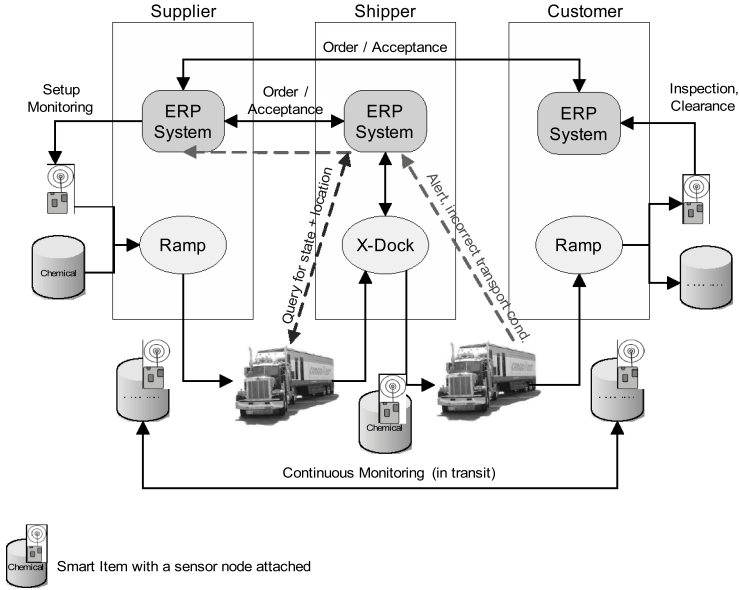 Supplier
Shipper
Customer
Order / Acceptance
Setup
Monitoring
Order /
Acceptance
Inspection,
Clearance
ERP
System
ERP
System
ERP
System
Query for state + location
Alert, incorrect transport cond.
Chemical
Ramp
X-Dock
Ramp
Chemical
Continuous Monitoring (in transit)
Chemical
Smart Item with a sensor node attached